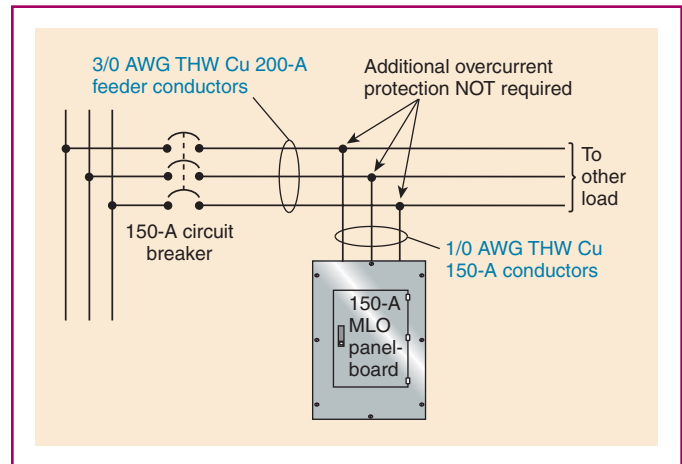 3/0 AWG THW Cu 200-A
feeder conductors
Additional overcurrent
protection NOT required
To
other
load
150-A circuit
breaker
1/0 AWG THW Cu
150-A conductors
150-A
MLO
panel-
board